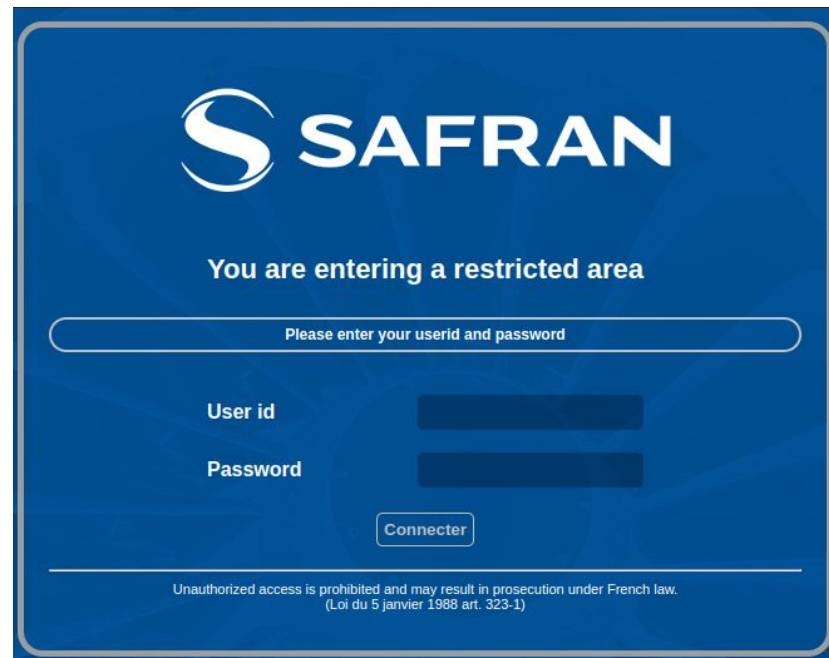 SAFRAN
You are entering a restricted area
Please enter your userid and password
User id
Password
Connecter
Unauthorized access is prohibited and may result in prosecution under French law.
(Loi du 5 janvier 1988 art. 323-1)